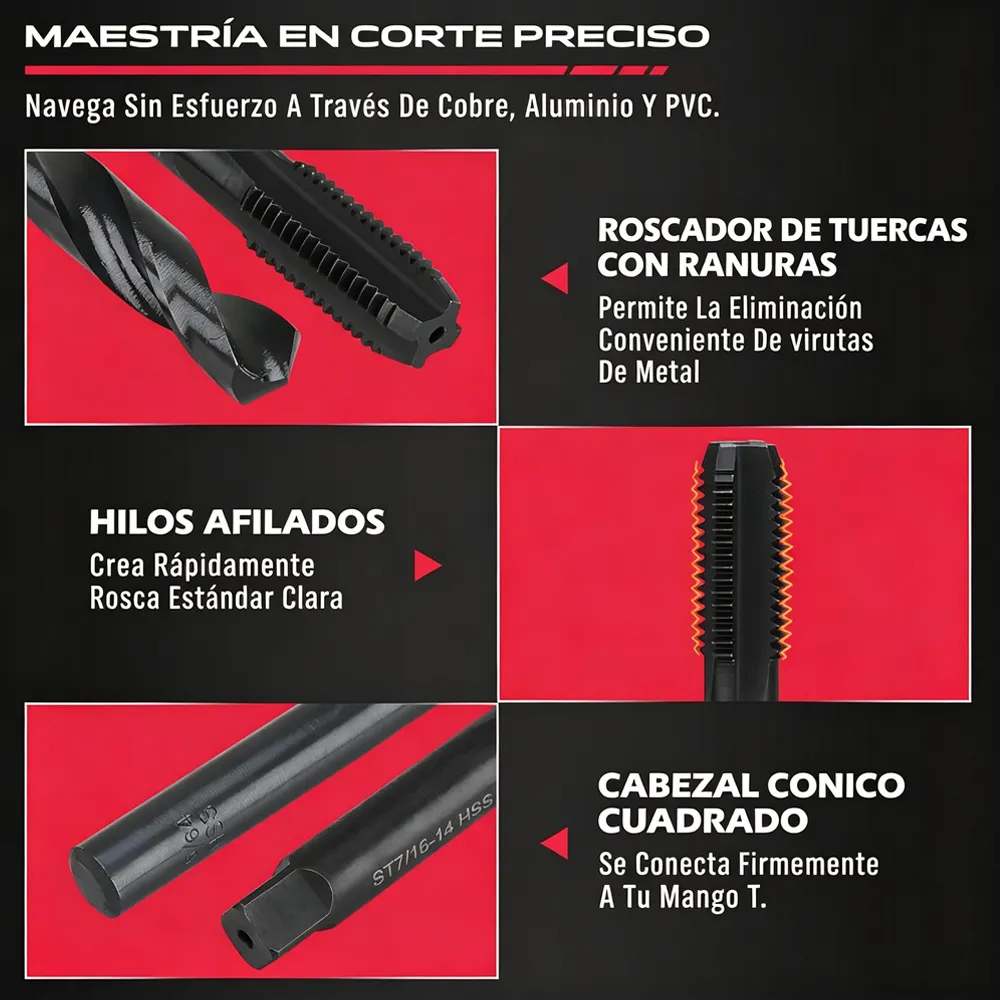 MAESTRÍA EN CORTE PRECISO
Navega Sin Esfuerzo A Través De Cobre, Aluminio Y PVC.
ROSCADOR DE TUERCAS
CON RANURAS
Permite La Eliminación
Conveniente De virutas
De Metal
HILOS AFILADOS
Crea Rápidamente
Rosca Estándar Clara
CABEZAL CONICO
CUADRADO
Se Conecta Firmemente
A Tu Mango T.
ST7/16-14 HSS